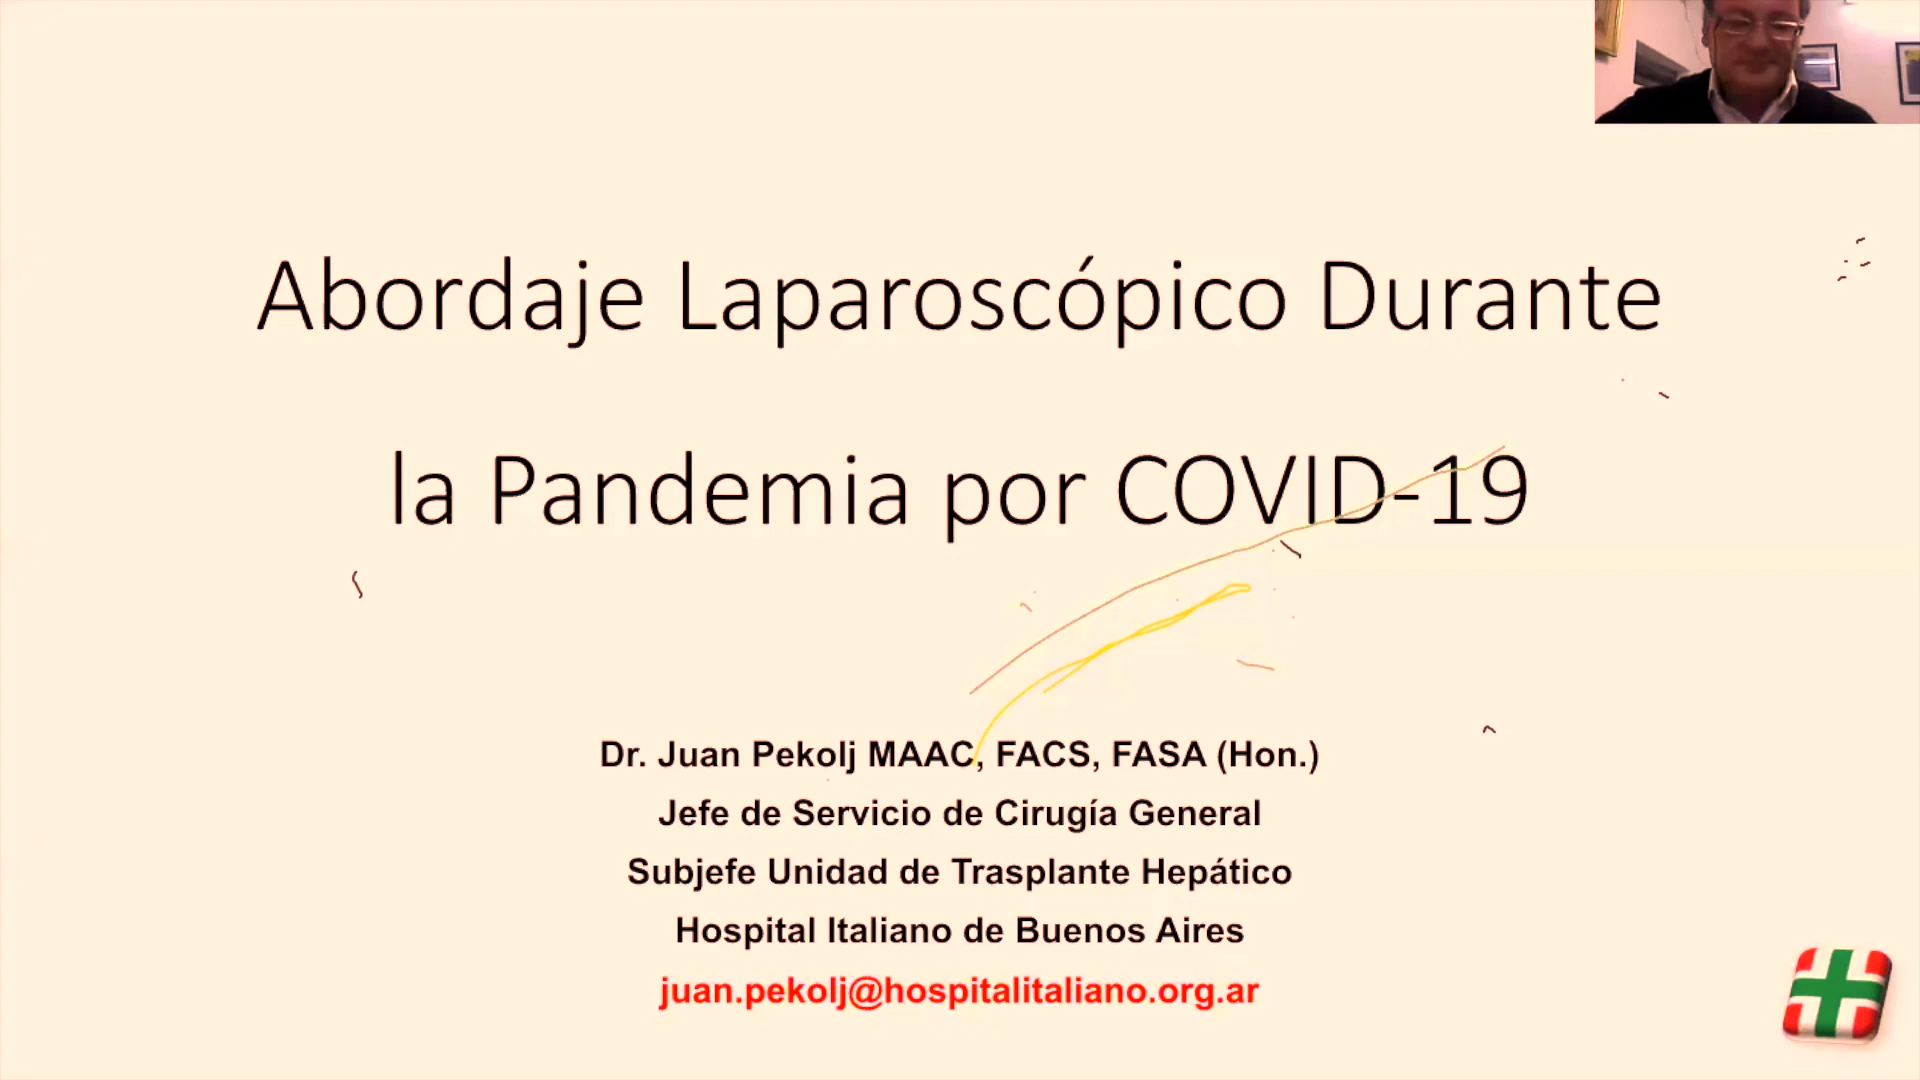 Abordaje Laparoscópico Durante
la Pandemia por COVID-19
Dr. Juan Pekolj MAAC, FACS, FASA (Hon.)
Jefe de Servicio de Cirugía General
Subjefe Unidad de Trasplante Hepático
Hospital Italiano de Buenos Aires
juan.pekolj@hospitalitaliano.org.ar